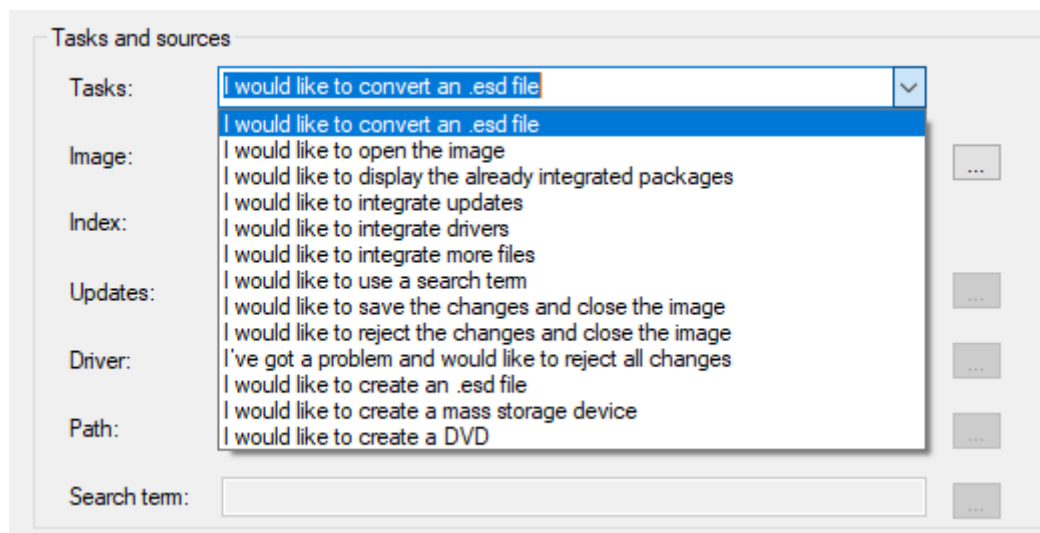 Tasks and sources
Tasks:
I would like to convert an .esd file
I would like to convert an .esd file
Image:
I would like to open the image
...
I would like to display the already integrated packages
I would like to integrate updates
Index:
I would like to integrate drivers
I would like to integrate more files
I would like to use a search term
Updates:
...
I would like to save the changes and close the image
I would like to reject the changes and close the image
Driver:
I've got a problem and would like to reject all changes
...
I would like to create an .esd file
I would like to create a mass storage device
Path:
I would like to create a DVD
...
Search term:
...